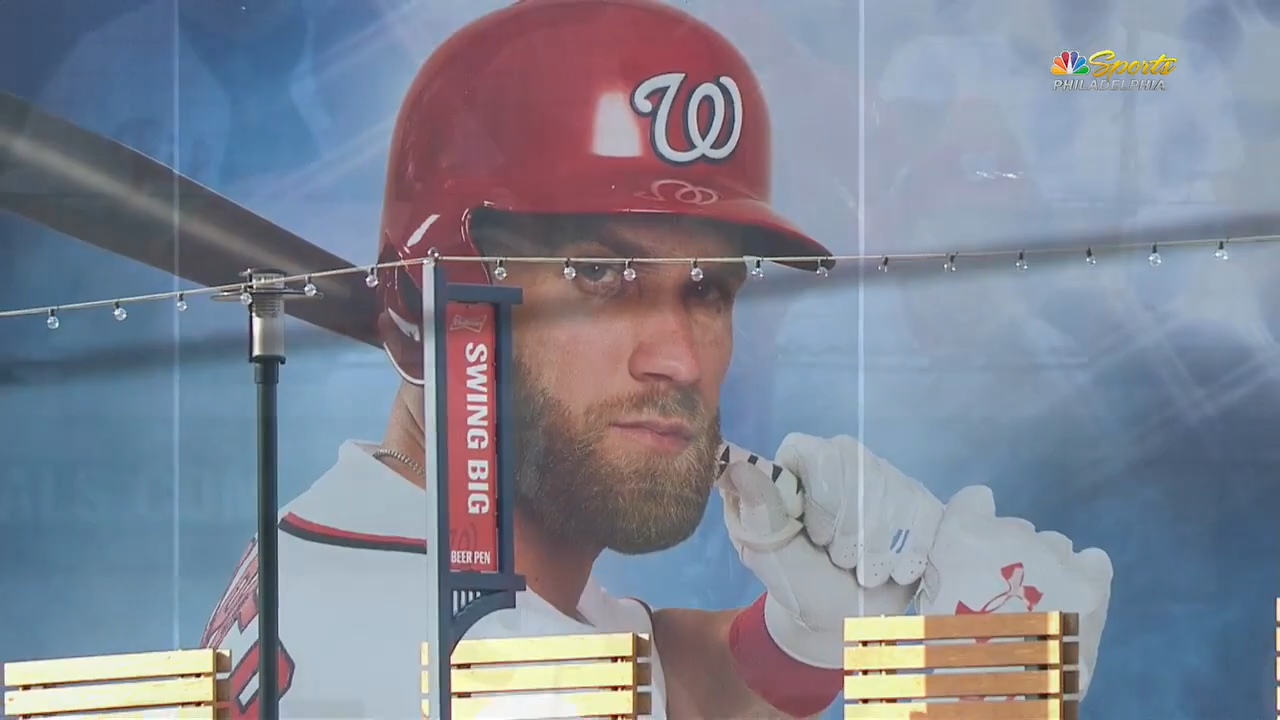 W
Sports
PHILADELPHIA
Budweiser
SWING BIG
BEER PEN